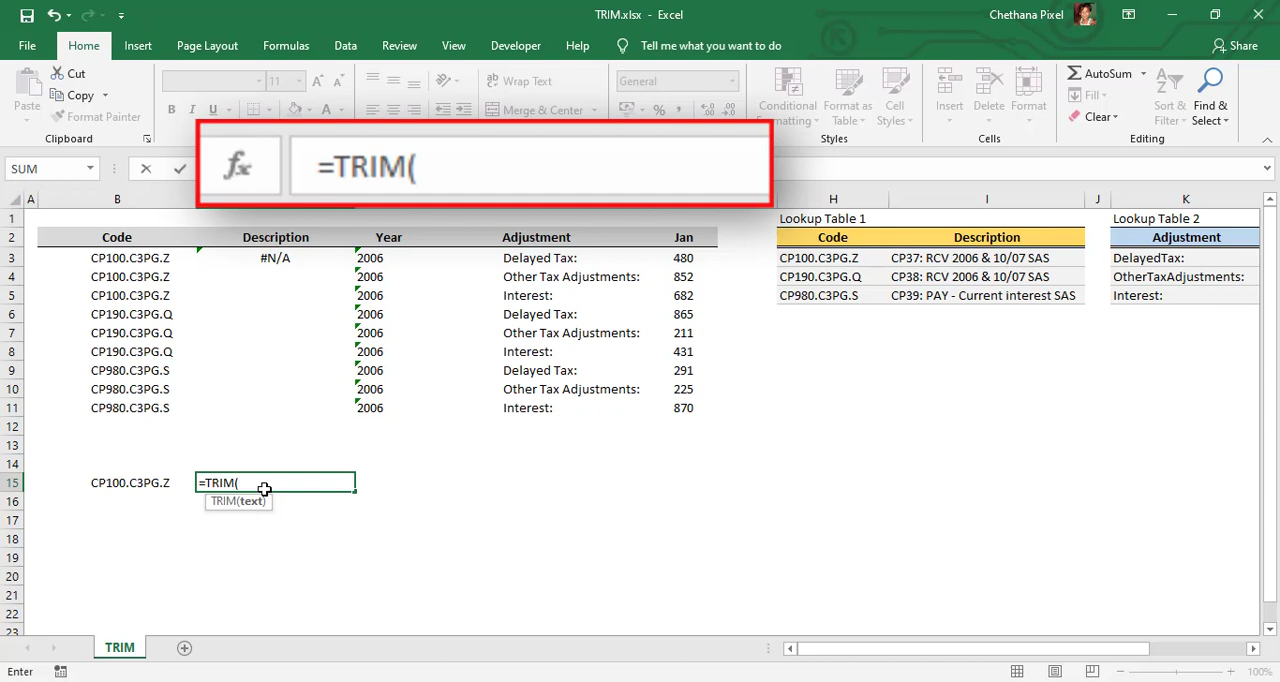 TRIM.xlsx - Excel
Chethana Pixel
File Home Insert Page Layout Formulas Data Review View Developer Help Tell me what you want to do Share
Paste
Cut
Copy
Format Painter
Clipboard
11
B I U
Wrap Text
Merge & Center
General
%
Conditional Formatting
Format as Table
Cell Styles
Styles
Insert
Delete
Format
Cells
AutoSum
Fill
Clear
Sort & Filter
Find & Select
Editing
SUM
fx =TRIM(
A B H I J K
1 Lookup Table 1 Lookup Table 2
2 Code Description Year Adjustment Jan Code Description Adjustment
3 CP100.C3PG.Z #N/A 2006 Delayed Tax: 480 CP100.C3PG.Z CP37: RCV 2006 & 10/07 SAS DelayedTax:
4 CP100.C3PG.Z 2006 Other Tax Adjustments: 852 CP190.C3PG.Q CP38: RCV 2006 & 10/07 SAS OtherTaxAdjustments:
5 CP100.C3PG.Z 2006 Interest: 682 CP980.C3PG.S CP39: PAY - Current interest SAS Interest:
6 CP190.C3PG.Q 2006 Delayed Tax: 865
7 CP190.C3PG.Q 2006 Other Tax Adjustments: 211
8 CP190.C3PG.Q 2006 Interest: 431
9 CP980.C3PG.S 2006 Delayed Tax: 291
10 CP980.C3PG.S 2006 Other Tax Adjustments: 225
11 CP980.C3PG.S 2006 Interest: 870
12
13
14
15 CP100.C3PG.Z =TRIM(
16 TRIM(text)
17
18
19
20
21
22
23
TRIM
Enter
100%